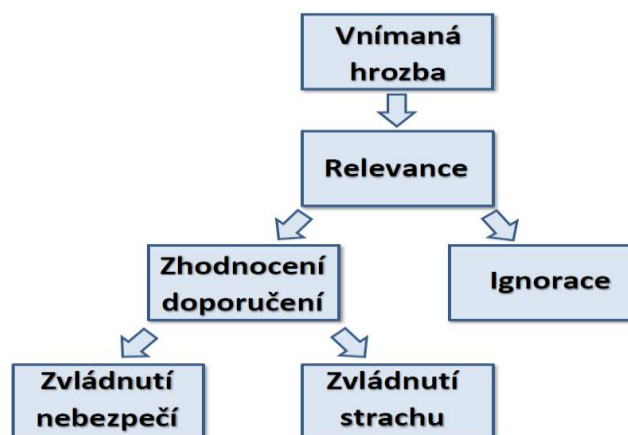 Vnímaná
hrozba
Relevance
Zhodnocení
doporučení
Ignorace
Zvládnutí
nebezpečí
Zvládnutí
strachu